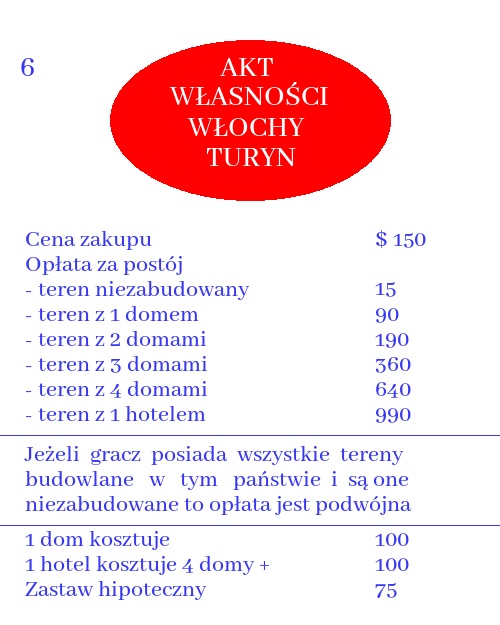 6
AKT
WŁASNOŚCI
WŁOCHY
TURYN
Cena zakupu $ 150
Opłata za postój
- teren niezabudowany 15
- teren z 1 domem 90
- teren z 2 domami 190
- teren z 3 domami 360
- teren z 4 domami 640
- teren z 1 hotelem 990
Jeżeli gracz posiada wszystkie tereny
budowlane w tym państwie i są one
niezabudowane to opłata jest podwójna
1 dom kosztuje 100
1 hotel kosztuje 4 domy + 100
Zastaw hipoteczny 75